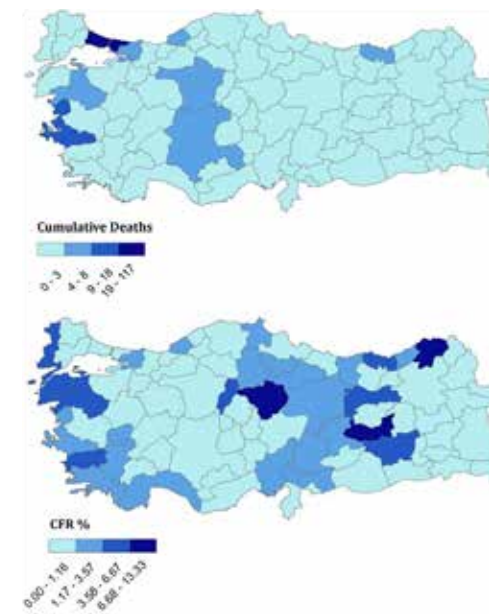 Cumulative Deaths
0 - 3
4 - 8
9 - 18
19 - 117
CFR %
0.00 - 1.16
1.17 - 3.57
3.58 - 6.67
6.68 - 13.33